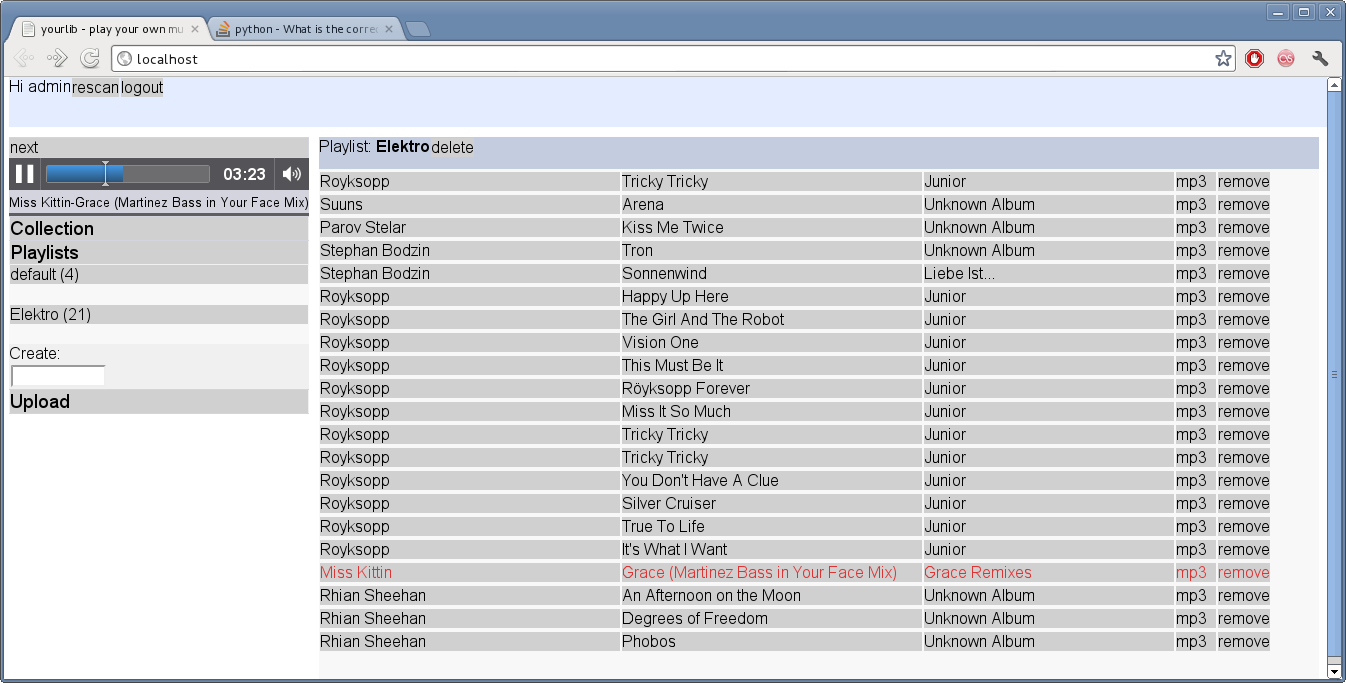 yourlib - play your own mu
python - What is the corre
localhost
Hi admin rescan logout
next
03:23
Miss Kittin-Grace (Martinez Bass in Your Face Mix)
Collection
Playlists
default (4)
Elektro (21)
Create:
Upload
Playlist: Elektro delete
Royksopp Tricky Tricky Junior mp3 remove
Suuns Arena Unknown Album mp3 remove
Parov Stelar Kiss Me Twice Unknown Album mp3 remove
Stephan Bodzin Tron Unknown Album mp3 remove
Stephan Bodzin Sonnenwind Liebe Ist... mp3 remove
Royksopp Happy Up Here Junior mp3 remove
Royksopp The Girl And The Robot Junior mp3 remove
Royksopp Vision One Junior mp3 remove
Royksopp This Must Be It Junior mp3 remove
Royksopp Röyksopp Forever Junior mp3 remove
Royksopp Miss It So Much Junior mp3 remove
Royksopp Tricky Tricky Junior mp3 remove
Royksopp Tricky Tricky Junior mp3 remove
Royksopp You Don't Have A Clue Junior mp3 remove
Royksopp Silver Cruiser Junior mp3 remove
Royksopp True To Life Junior mp3 remove
Royksopp It's What I Want Junior mp3 remove
Miss Kittin Grace (Martinez Bass in Your Face Mix) Grace Remixes mp3 remove
Rhian Sheehan An Afternoon on the Moon Unknown Album mp3 remove
Rhian Sheehan Degrees of Freedom Unknown Album mp3 remove
Rhian Sheehan Phobos Unknown Album mp3 remove